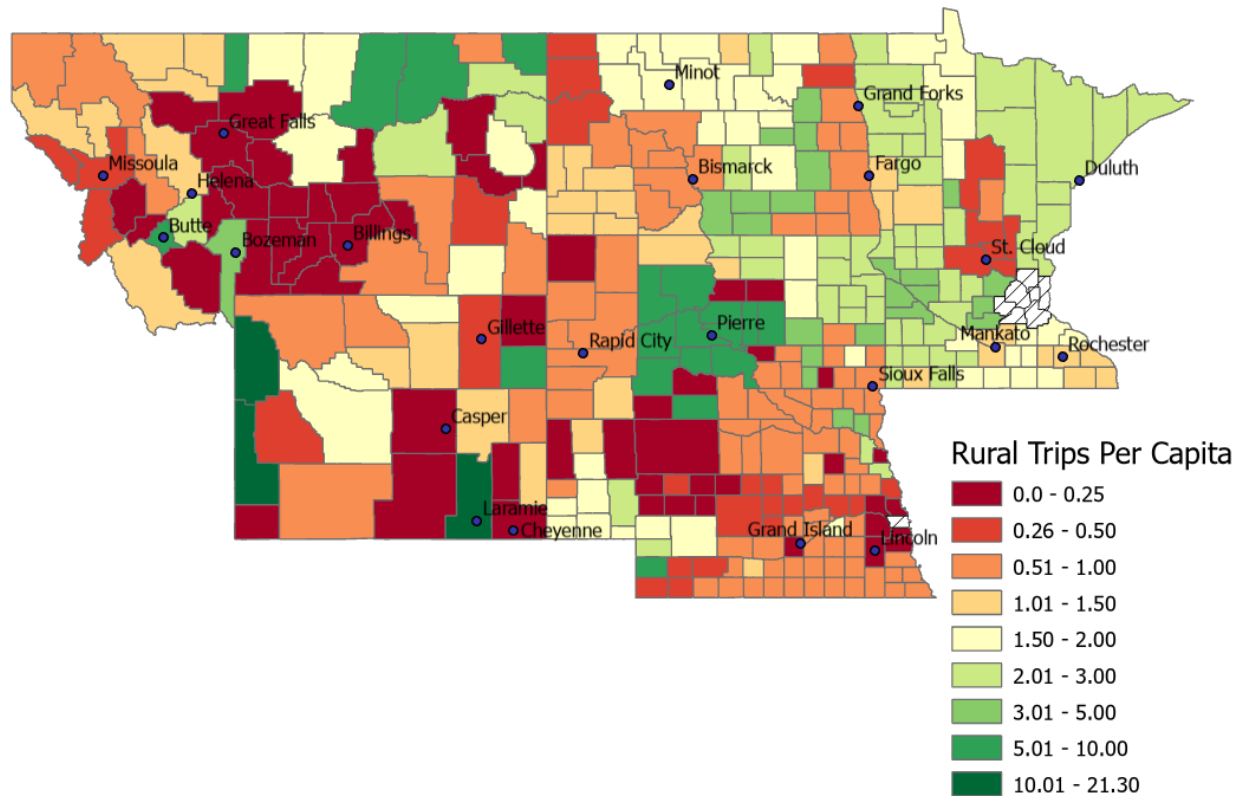 Minot
Grand Forks
Great Falls
Missoula
Bismarck
Fargo
Duluth
Helena
Butte
Bozeman
Billings
St. Cloud
Gillette
Rapid City
Pierre
Mankato
Rochester
Sioux Falls
Casper
Laramie
Cheyenne
Grand Island
Lincoln
Rural Trips Per Capita
0.0 - 0.25
0.26 - 0.50
0.51 - 1.00
1.01 - 1.50
1.50 - 2.00
2.01 - 3.00
3.01 - 5.00
5.01 - 10.00
10.01 - 21.30